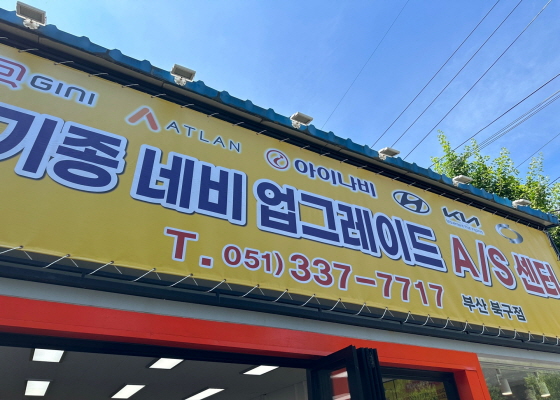 GINI ATLAN 아이나비 KIA
기종 네비 업그레이드 A/S 센터
T. 051) 337-7717 부산 북구점